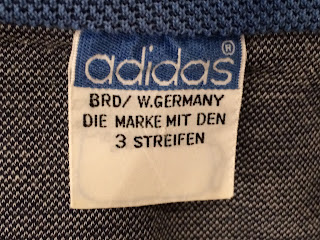 adidas®
BRD/ W.GERMANY
DIE MARKE MIT DEN
3 STREIFEN